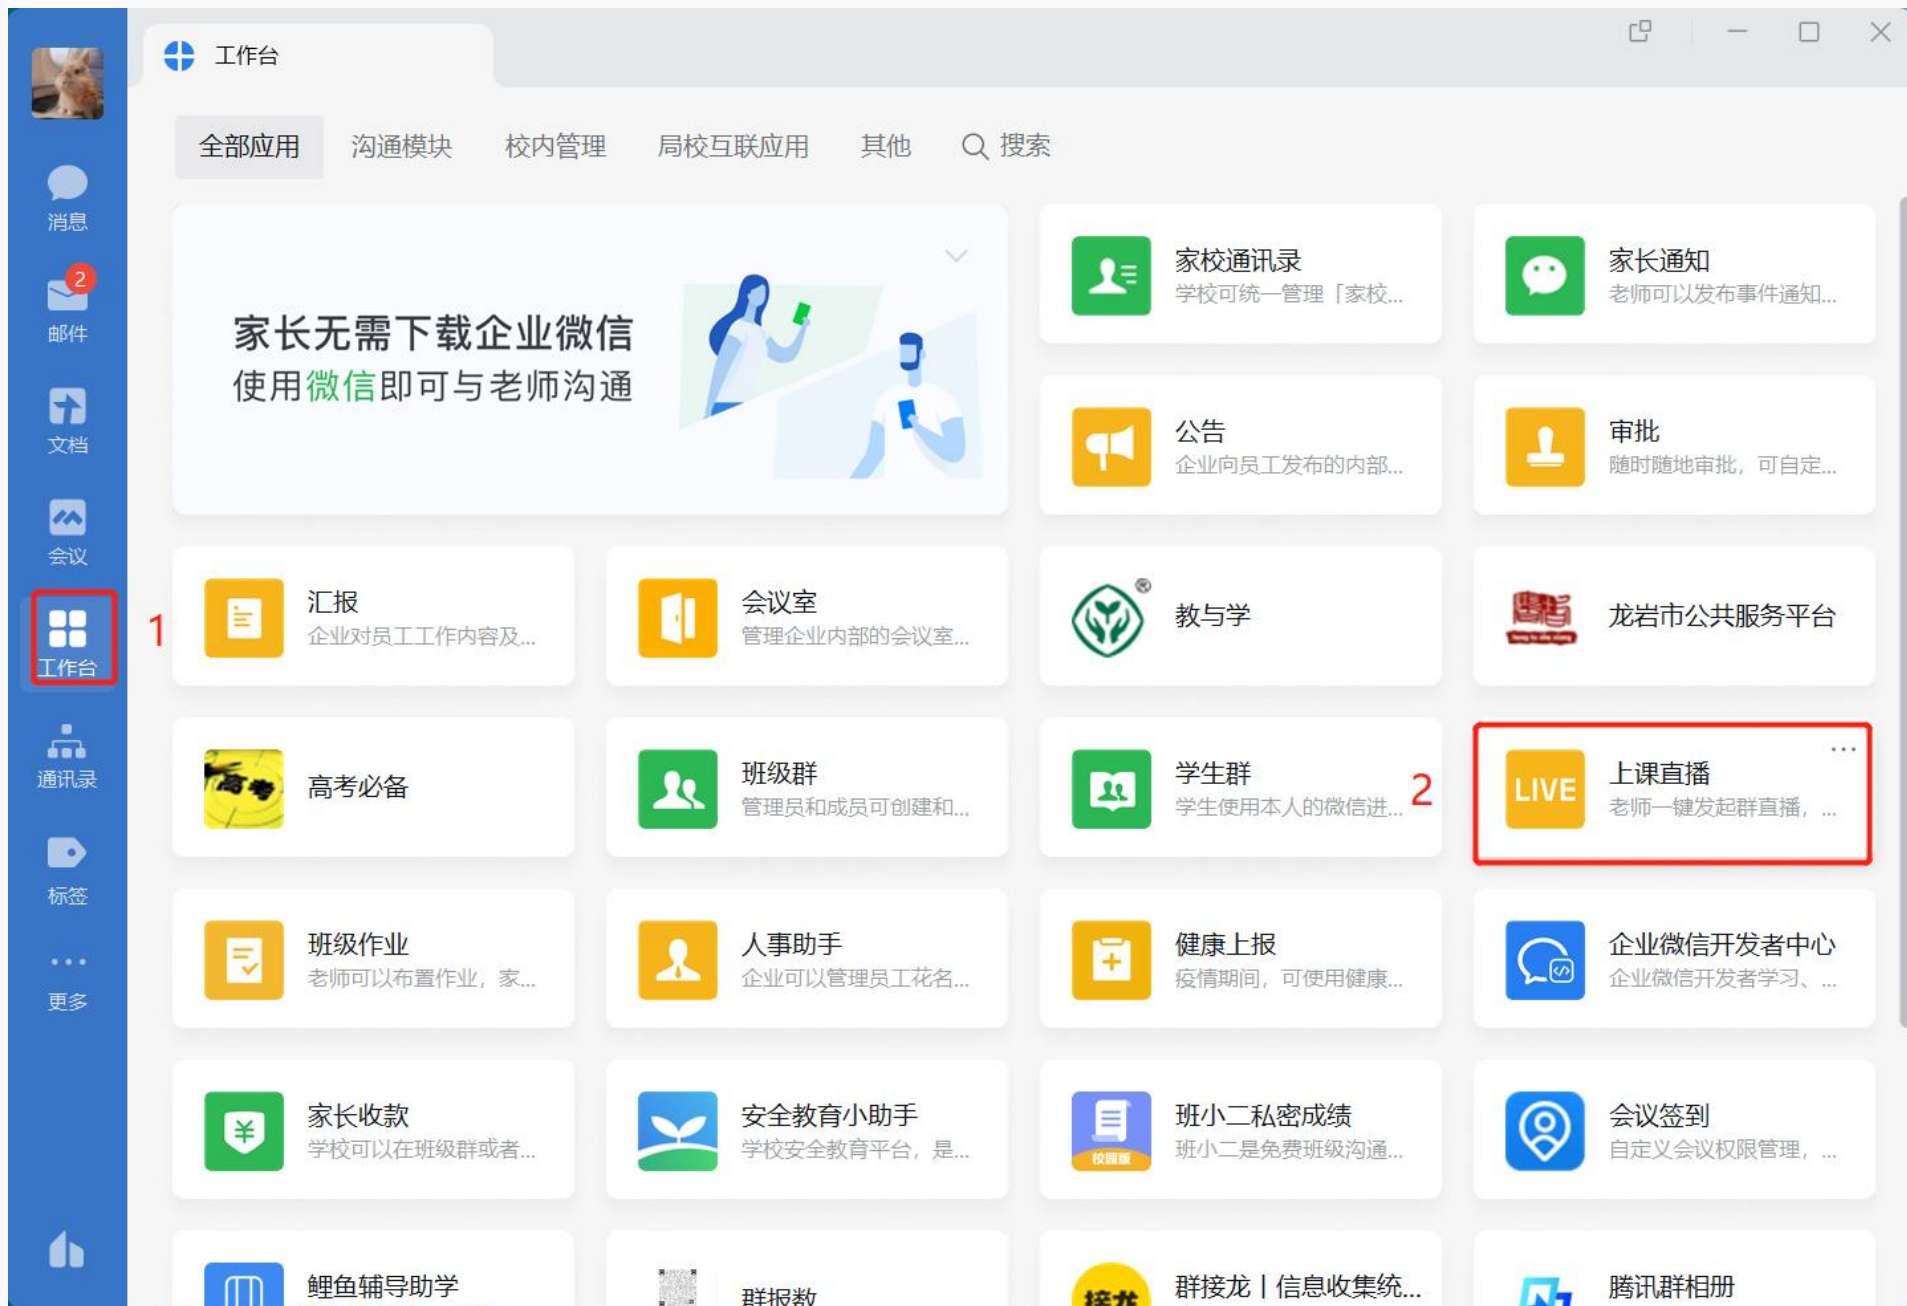 工作台
全部应用 沟通模块 校内管理 局校互联应用 其他 搜索
消息
2
邮件
文档
会议
工作台
1
通讯录
标签
更多
家长无需下载企业微信
使用微信即可与老师沟通
家校通讯录
学校可统一管理「家校...
家长通知
老师可以发布事件通知...
公告
企业向员工发布的内部...
审批
随时随地审批，可自定...
汇报
企业对员工工作内容及...
会议室
管理企业内部的会议室...
教与学
龙岩市公共服务平台
高考
高考必备
班级群
管理员和成员可创建和...
学生群
学生使用本人的微信进...
2
LIVE
上课直播
老师一键发起群直播，...
班级作业
老师可以布置作业，家...
人事助手
企业可以管理员工花名...
健康上报
疫情期间，可使用健康...
企业微信开发者中心
企业微信开发者学习、...
家长收款
学校可以在班级群或者...
安全教育小助手
学校安全教育平台，是...
校园版
班小二私密成绩
班小二是免费班级沟通...
会议签到
自定义会议权限管理，...
鲤鱼辅导助学
群报数
接龙
群接龙丨信息收集统...
腾讯群相册